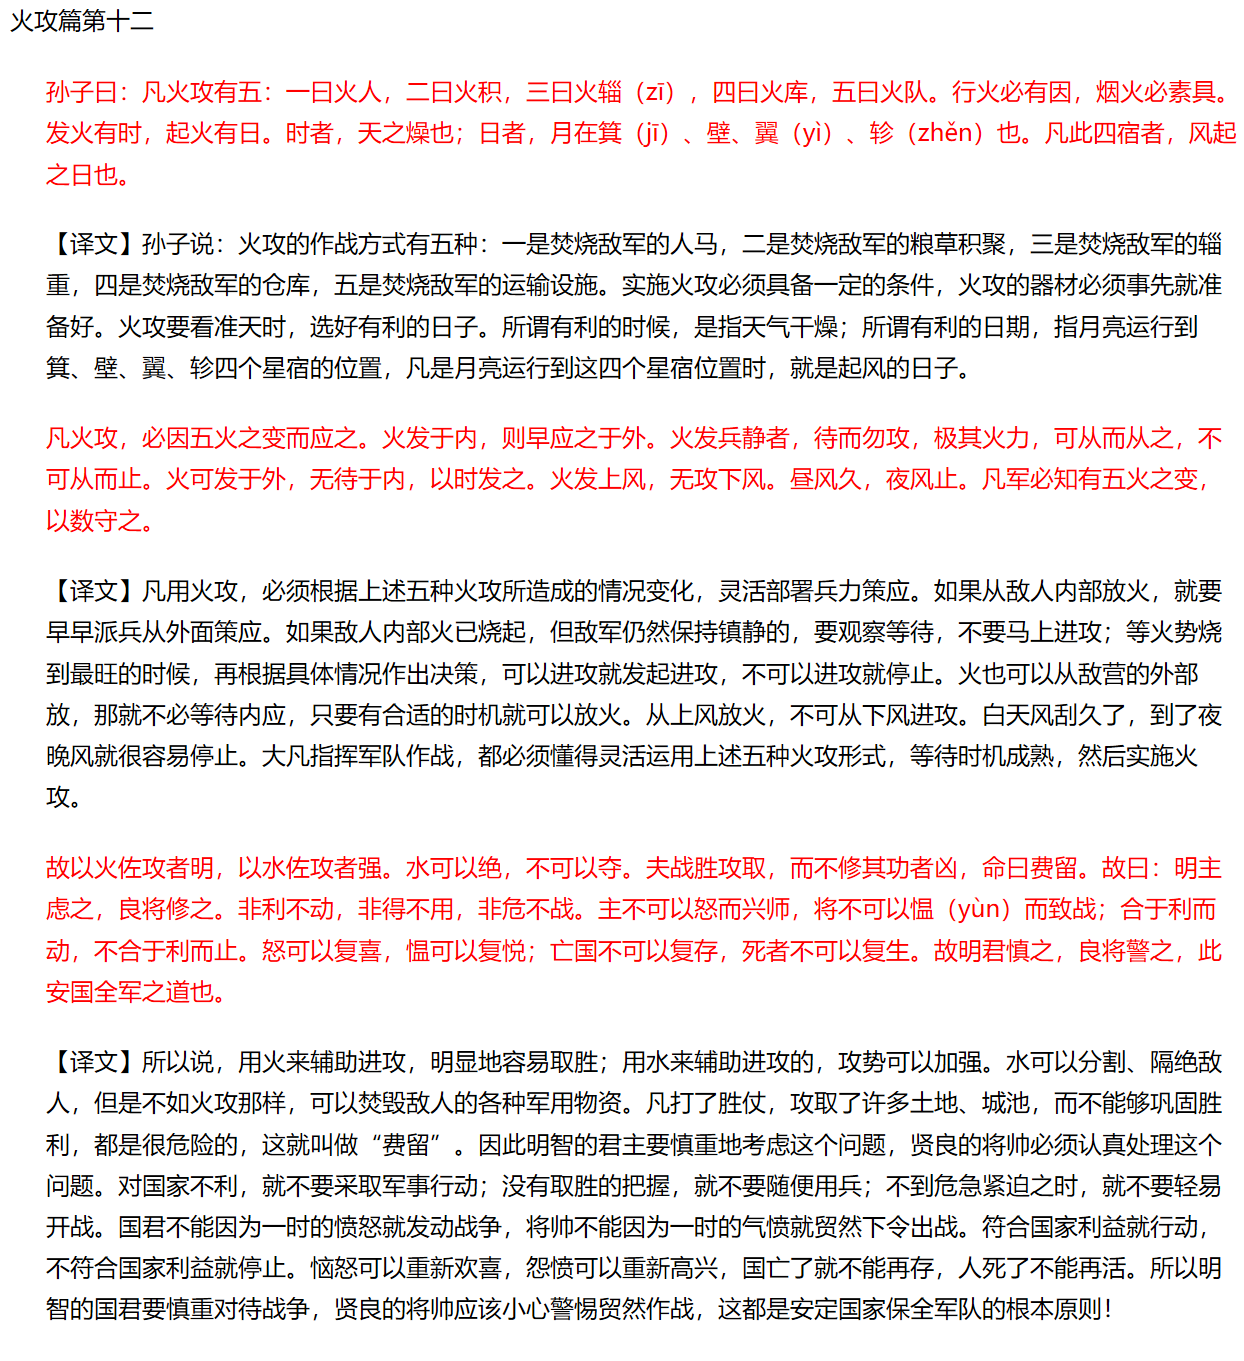 火攻篇第十二
孙子曰：凡火攻有五：一曰火人，二曰火积，三曰火辎（zī），四曰火库，五曰火队。行火必有因，烟火必素具。
发火有时，起火有日。时者，天之燥也；日者，月在箕（jī）、壁、翼（yì）、轸（zhěn）也。凡此四宿者，风起
之日也。
【译文】孙子说：火攻的作战方式有五种：一是焚烧敌军的人马，二是焚烧敌军的粮草积聚，三是焚烧敌军的辎
重，四是焚烧敌军的仓库，五是焚烧敌军的运输设施。实施火攻必须具备一定的条件，火攻的器材必须事先就准
备好。火攻要看准天时，选好有利的日子。所谓有利的时候，是指天气干燥；所谓有利的日期，指月亮运行到
箕、壁、翼、轸四个星宿的位置，凡是月亮运行到这四个星宿位置时，就是起风的日子。
凡火攻，必因五火之变而应之。火发于内，则早应之于外。火发兵静者，待而勿攻，极其火力，可从而从之，不
可从而止。火可发于外，无待于内，以时发之。火发上风，无攻下风。昼风久，夜风止。凡军必知有五火之变，
以数守之。
【译文】凡用火攻，必须根据上述五种火攻所造成的情况变化，灵活部署兵力策应。如果从敌人内部放火，就要
早早派兵从外面策应。如果敌人内部火已烧起，但敌军仍然保持镇静的，要观察等待，不要马上进攻；等火势烧
到最旺的时候，再根据具体情况作出决策，可以进攻就发起进攻，不可以进攻就停止。火也可以从敌营的外部
放，那就不必等待内应，只要有合适的时机就可以放火。从上风放火，不可从下风进攻。白天风刮久了，到了夜
晚风就很容易停止。大凡指挥军队作战，都必须懂得灵活运用上述五种火攻形式，等待时机成熟，然后实施火
攻。
故以火佐攻者明，以水佐攻者强。水可以绝，不可以夺。夫战胜攻取，而不修其功者凶，命曰费留。故曰：明主
虑之，良将修之。非利不动，非得不用，非危不战。主不可以怒而兴师，将不可以愠（yùn）而致战；合于利而
动，不合于利而止。怒可以复喜，愠可以复悦；亡国不可以复存，死者不可以复生。故明君慎之，良将警之，此
安国全军之道也。
【译文】所以说，用火来辅助进攻，明显地容易取胜；用水来辅助进攻的，攻势可以加强。水可以分割、隔绝敌
人，但是不如火攻那样，可以焚毁敌人的各种军用物资。凡打了胜仗，攻取了许多土地、城池，而不能够巩固胜
利，都是很危险的，这就叫做“费留”。因此明智的君主要慎重地考虑这个问题，贤良的将帅必须认真处理这个
问题。对国家不利，就不要采取军事行动；没有取胜的把握，就不要随便用兵；不到危急紧迫之时，就不要轻易
开战。国君不能因为一时的愤怒就发动战争，将帅不能因为一时的气愤就贸然下令出战。符合国家利益就行动，
不符合国家利益就停止。恼怒可以重新欢喜，怨愤可以重新高兴，国亡了就不能再存，人死了不能再活。所以明
智的国君要慎重对待战争，贤良的将帅应该小心警惕贸然作战，这都是安定国家保全军队的根本原则！